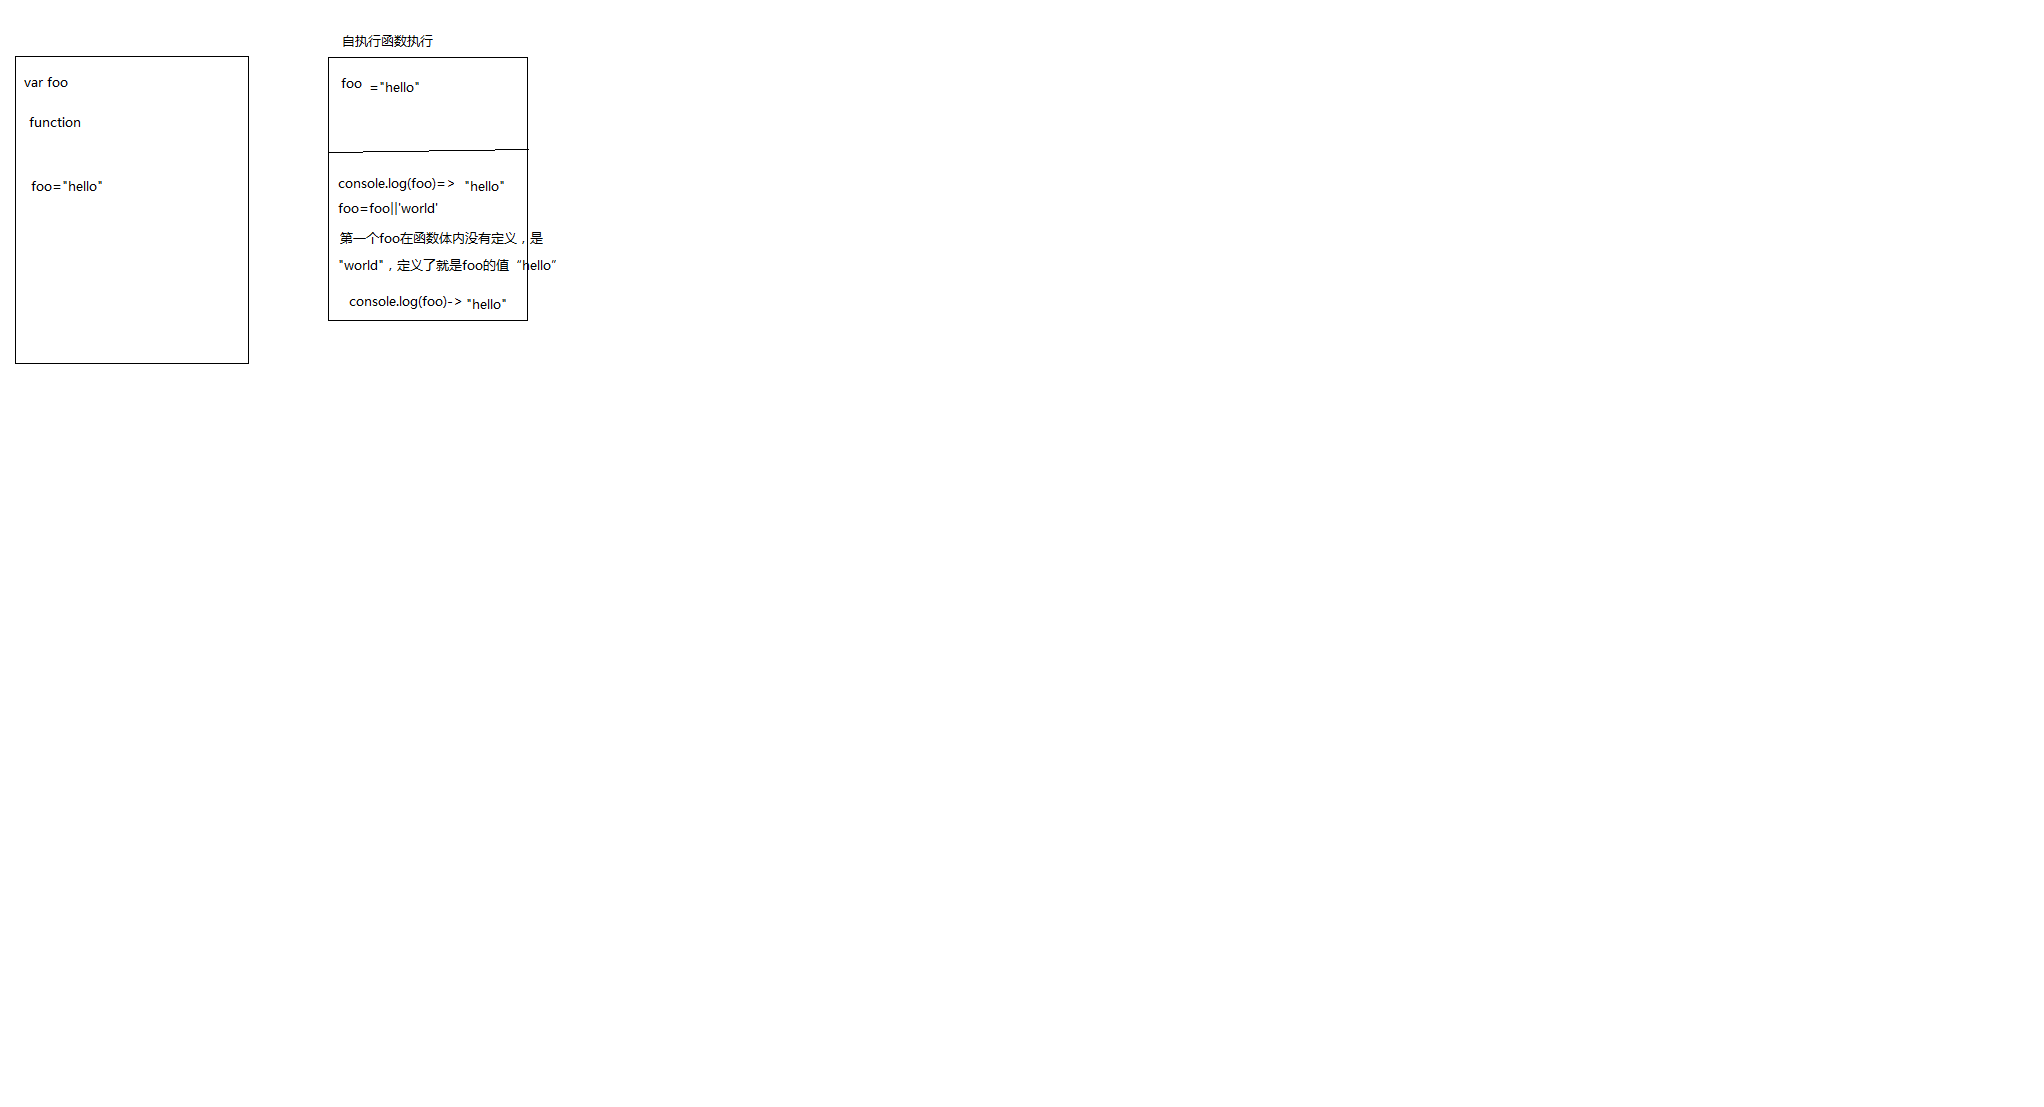 var foo
function
foo="hello"
自执行函数执行
foo ="hello"
console.log(foo)=> "hello"
foo=foo||'world'
第一个foo在函数体内没有定义，是
"world"，定义了就是foo的值“hello”
console.log(foo)-> "hello"